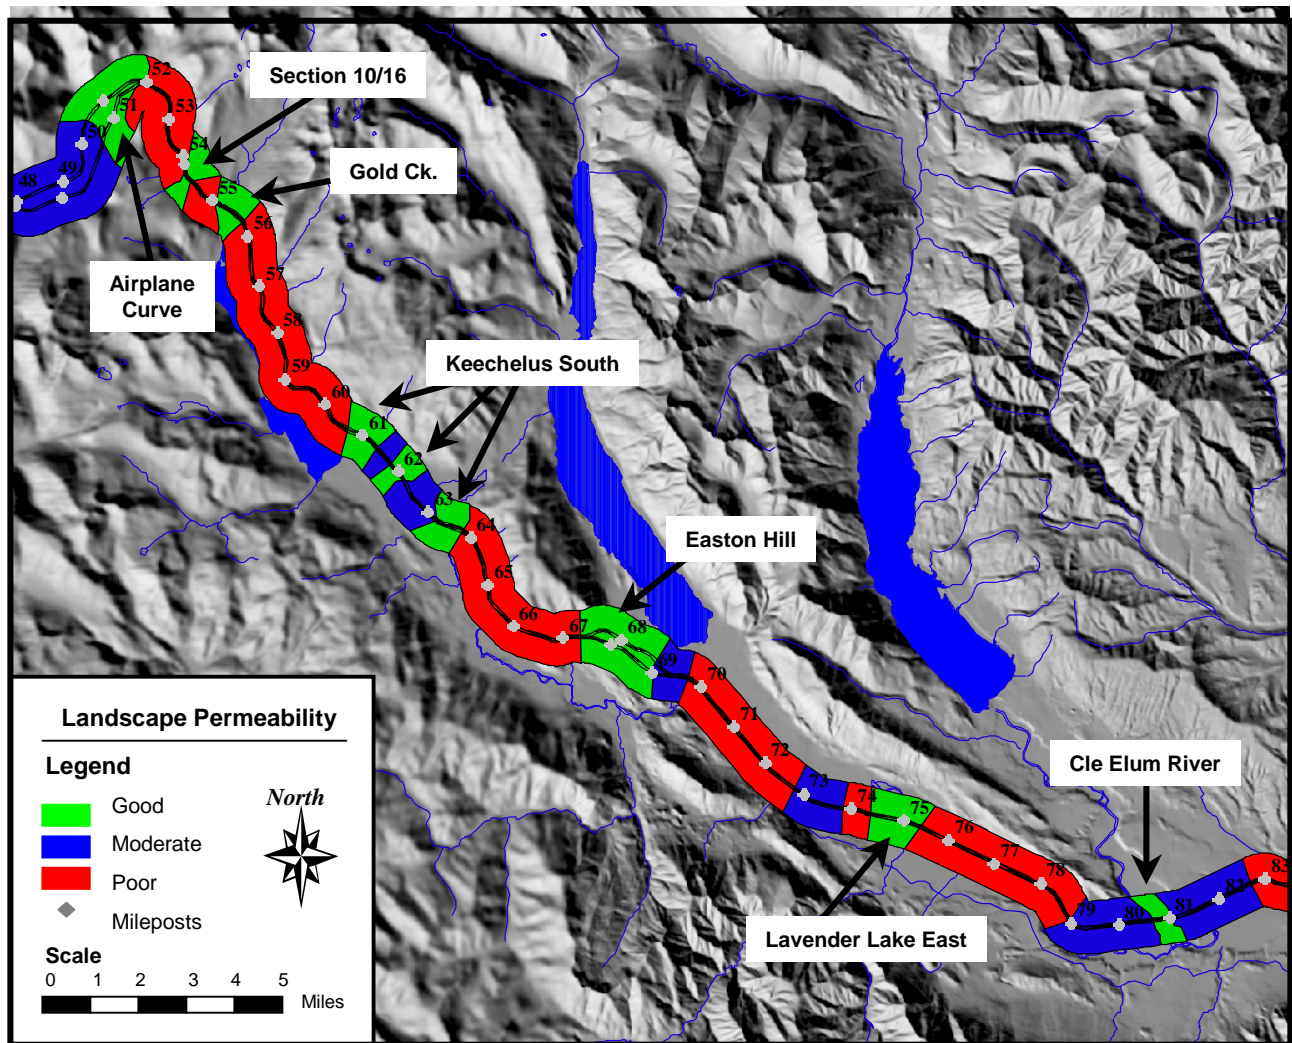 52
Section 10/16
51
53
50
54
Gold Ck.
49
48
55
56
Airplane
Curve
57
58
Keechelus South
59
60
61
62
63
64
Easton Hill
65
66
67
68
69
70
71
72
Landscape Permeability
Legend
Good
Moderate
Poor
Mileposts
North
Scale
0 1 2 3 4 5
Miles
Cle Elum River
73
74
75
76
77
78
79
80
81
82
83
Lavender Lake East